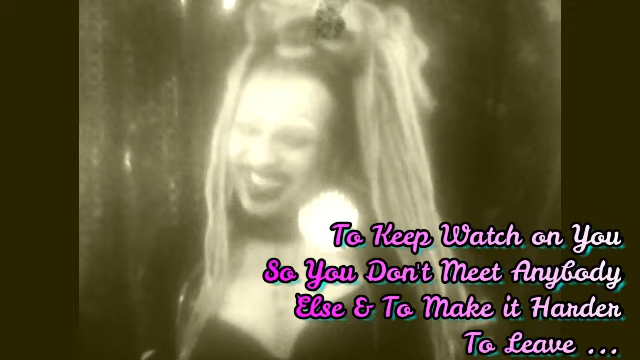 To Keep Watch on You
So You Don't Meet Anybody
Else & To Make it Harder
To Leave ...